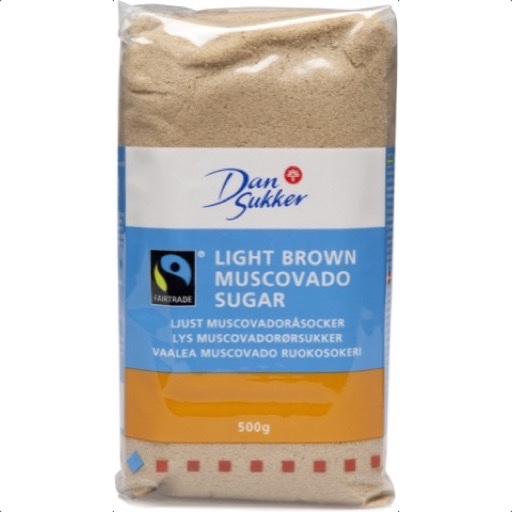 Dan
Sukker
® LIGHT BROWN
MUSCOVADO
SUGAR
FAIRTRADE
LJUST MUSCOVADORÅSOCKER
LYS MUSCOVADORØRSUKKER
VAALEA MUSCOVADO RUOKOSOKERI
500g